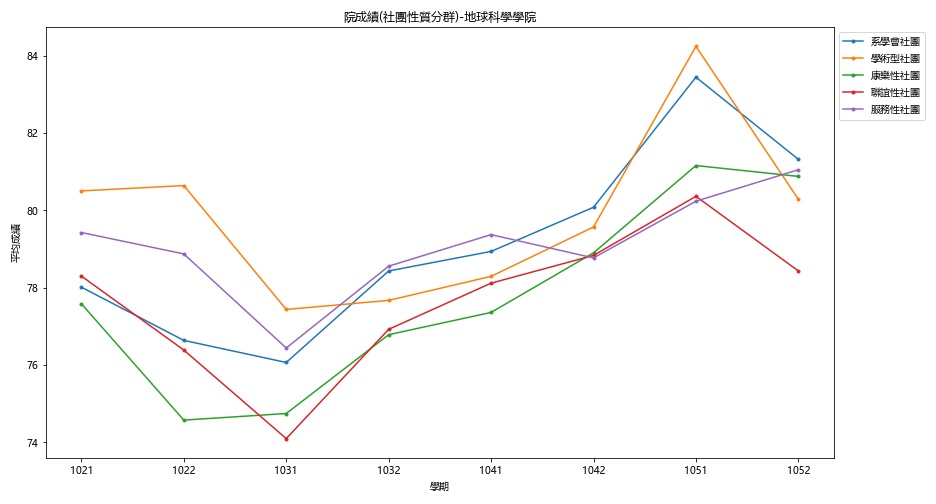 院成績(社團性質分群)-地球科學學院
系學會社團
學術型社團
康樂性社團
聯誼性社團
服務性社團
平均成績
84
82
80
78
76
74
1021 1022 1031 1032 1041 1042 1051 1052
學期